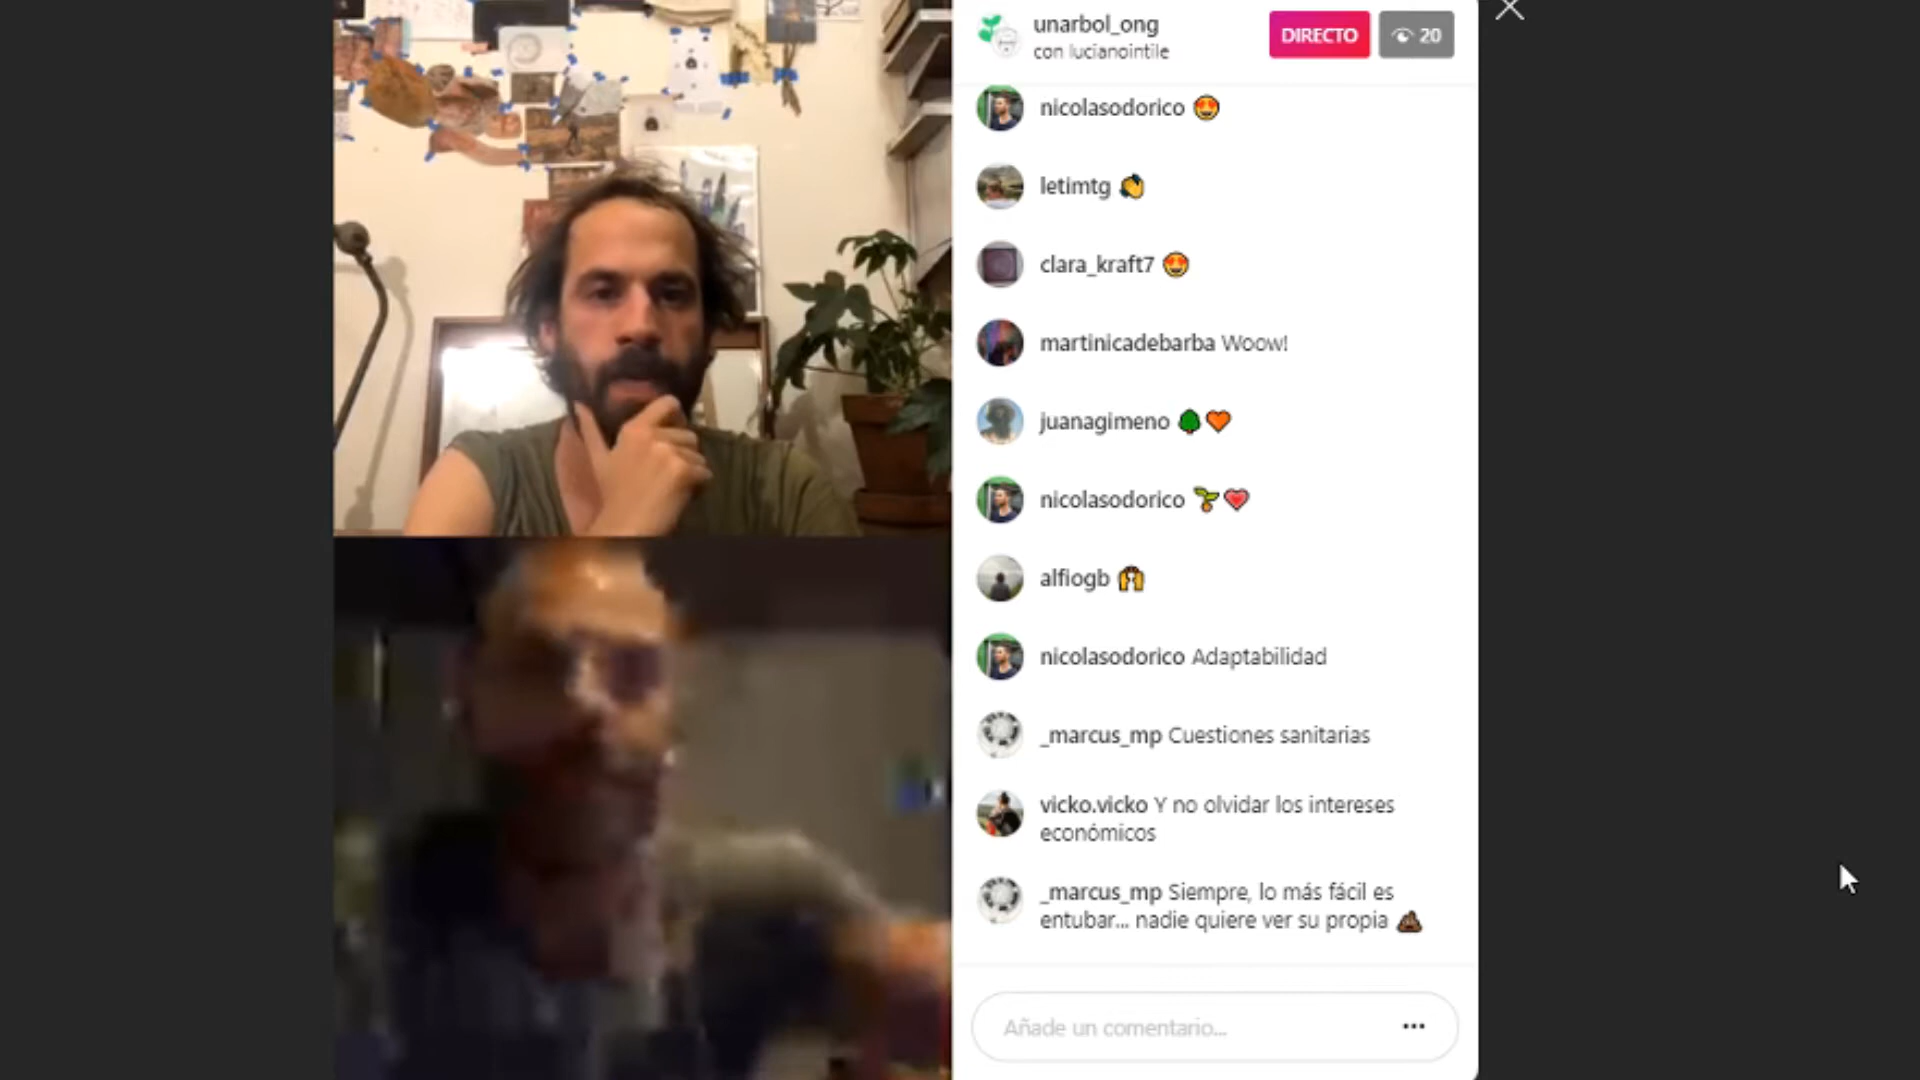 unarbol_ong
con lucianointile
DIRECTO
20
nicolasodorico 😍
letimtg 👏
clara_kraft7 😍
martinicadebarba Woow!
juanagimeno 🌳🧡
nicolasodorico 🌱💗
alfiogb 🙌
nicolasodorico Adaptabilidad
_marcus_mp Cuestiones sanitarias
vicko.vicko Y no olvidar los intereses
económicos
_marcus_mp Siempre, lo más fácil es
entubar... nadie quiere ver su propia 💩
Añade un comentario...